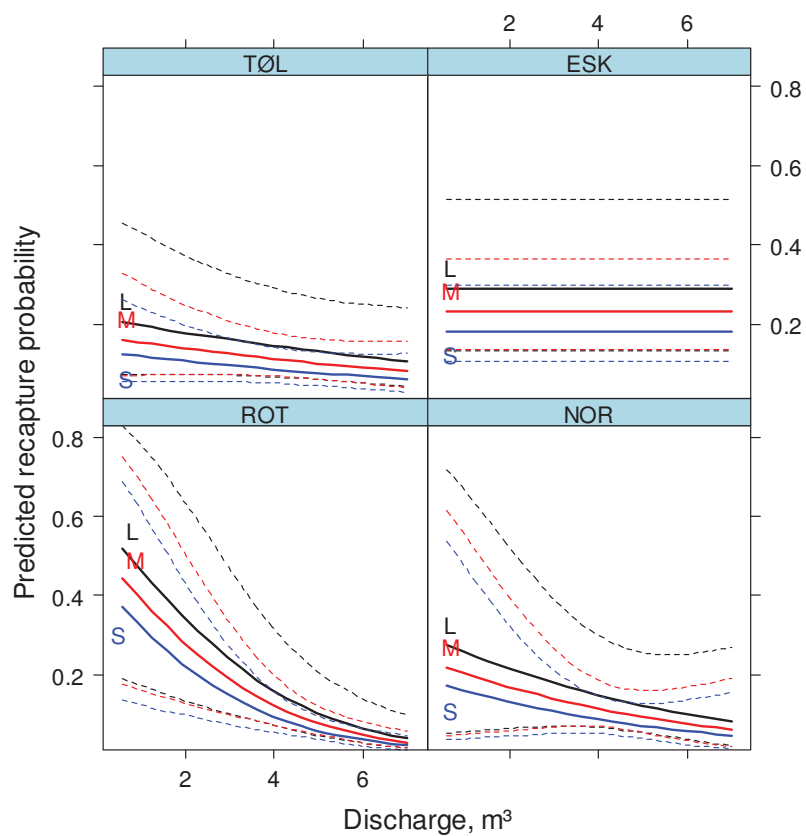 2 4 6
TØL ESK
0.8
0.6
0.4
0.2
L
M
S
L
M
S
ROT NOR
0.8
0.6
0.4
0.2
L
M
S
L
M
S
2 4 6
Predicted recapture probability
Discharge, m³